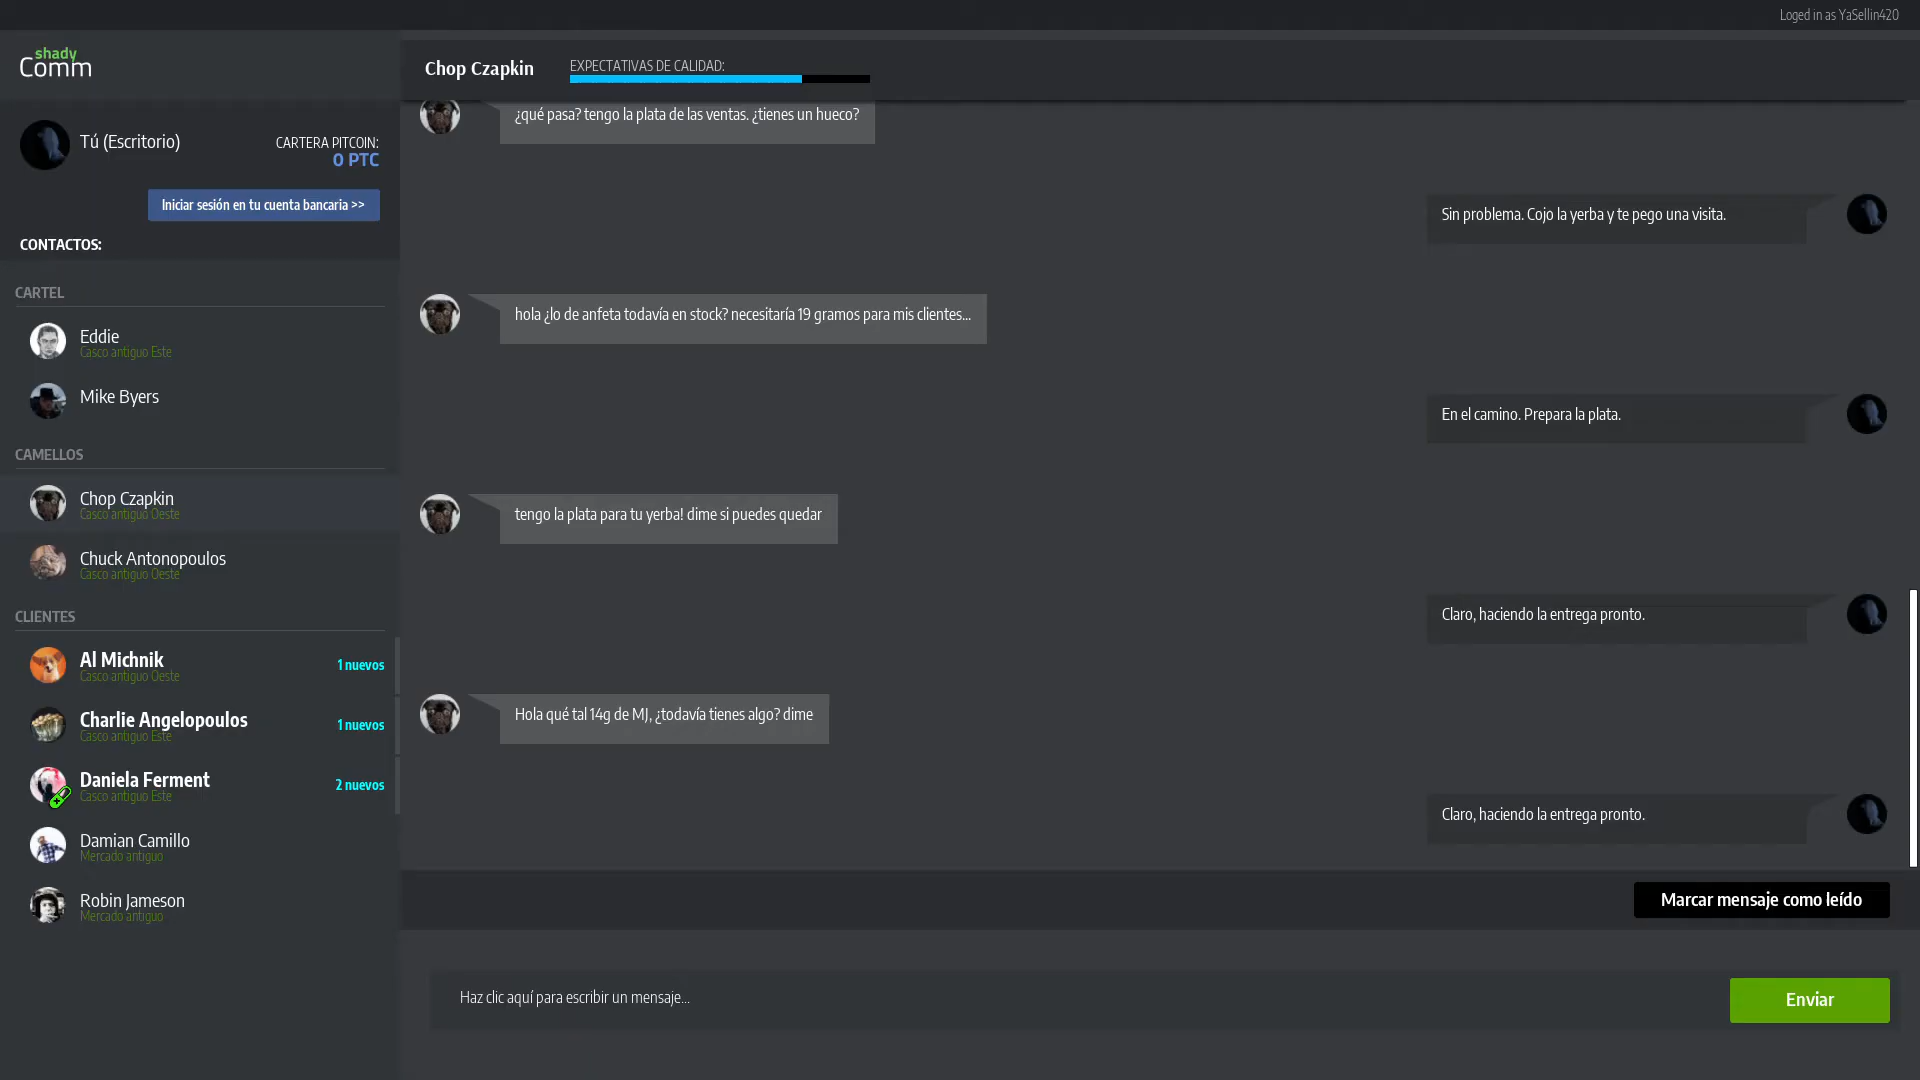 Loged in as YaSellin420
shady
Comm
Tú (Escritorio)
CARTERA PITCOIN:
0 PTC
Iniciar sesión en tu cuenta bancaria >>
CONTACTOS:
CARTEL
Eddie
Casco antiguo Este
Mike Byers
CAMELLOS
Chop Czapkin
Casco antiguo Oeste
Chuck Antonopoulos
Casco antiguo Oeste
CLIENTES
Al Michnik
Casco antiguo Oeste
1 nuevos
Charlie Angelopoulos
Casco antiguo Este
1 nuevos
Daniela Ferment
Casco antiguo Este
2 nuevos
Damian Camillo
Mercado antiguo
Robin Jameson
Mercado antiguo
Chop Czapkin
EXPECTATIVAS DE CALIDAD:
¿qué pasa? tengo la plata de las ventas. ¿tienes un hueco?
Sin problema. Cojo la yerba y te pego una visita.
hola ¿lo de anfeta todavía en stock? necesitaría 19 gramos para mis clientes...
En el camino. Prepara la plata.
tengo la plata para tu yerba! dime si puedes quedar
Claro, haciendo la entrega pronto.
Hola qué tal 14g de MJ, ¿todavía tienes algo? dime
Claro, haciendo la entrega pronto.
Marcar mensaje como leído
Haz clic aquí para escribir un mensaje...
Enviar